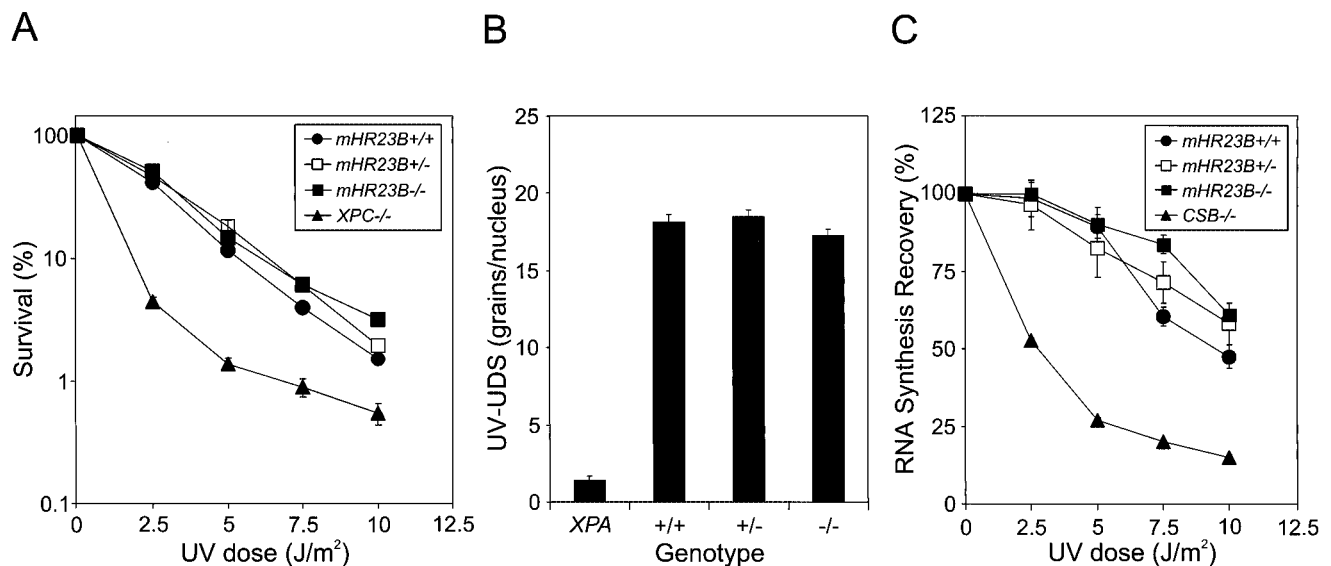 A
Survival (%)
100
10
1
0.1
0
2.5
5
7.5
10
12.5
UV dose (J/m²)
mHR23B+/+
mHR23B+/-
mHR23B-/-
XPC-/-
B
UV-UDS (grains/nucleus)
25
20
15
10
5
0
XPA
+/+
+/-
-/-
Genotype
C
RNA Synthesis Recovery (%)
125
100
75
50
25
0
0
2.5
5
7.5
10
12.5
UV dose (J/m²)
mHR23B+/+
mHR23B+/-
mHR23B-/-
CSB-/-